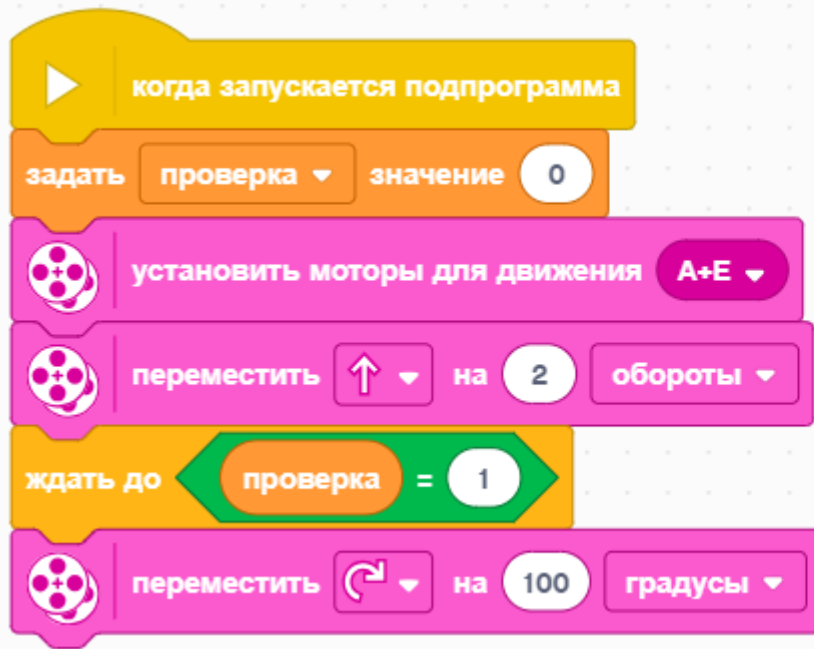 когда запускается подпрограмма
задать проверка значение 0
установить моторы для движения A+E
переместить на 2 обороты
ждать до проверка = 1
переместить на 100 градусы